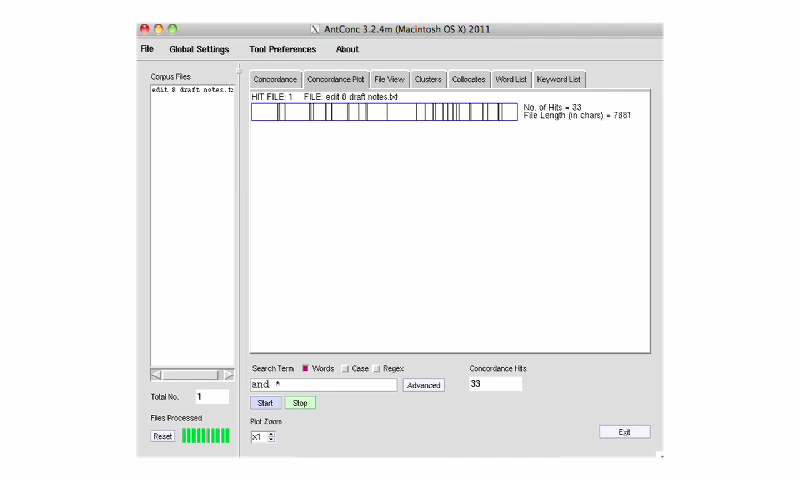 AntConc 3.2.4m (Macintosh OS X) 2011
File Global Settings Tool Preferences About
Corpus Files
edit 8 draft notes.tx
Concordance Concordance Plot File View Clusters Collocates Word List Keyword List
HIT FILE: 1 FILE: edit 8 draft notes.txt
No. of Hits = 33
File Length (in chars) = 7881
Search Term Words Case Regex
and *
Advanced
Concordance Hits
33
Total No. 1
Start Stop
Files Processed
Reset
Plot Zoom
x1
Exit